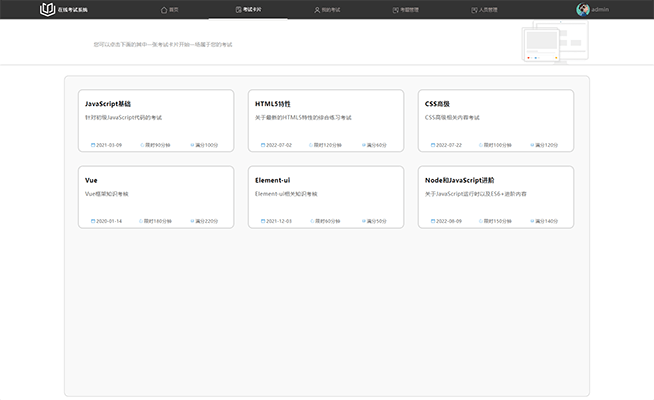 在线考试系统 首页 考试卡片 我的考试 考题管理 人员管理 admin
您可以点击下面的其中一张考试卡片开始一场属于您的考试
JavaScript基础
针对初级JavaScript代码的考试
2021-03-09 限时90分钟 满分100分
HTML5特性
关于最新的HTML5特性的综合练习考试
2022-07-02 限时120分钟 满分60分
CSS高级
CSS高级相关内容考试
2022-07-22 限时100分钟 满分120分
Vue
Vue框架知识考核
2020-01-14 限时180分钟 满分220分
Element-ui
Element-ui相关知识考核
2021-12-03 限时60分钟 满分50分
Node和JavaScript进阶
关于JavaScript运行时以及ES6+进阶内容
2022-08-09 限时150分钟 满分140分